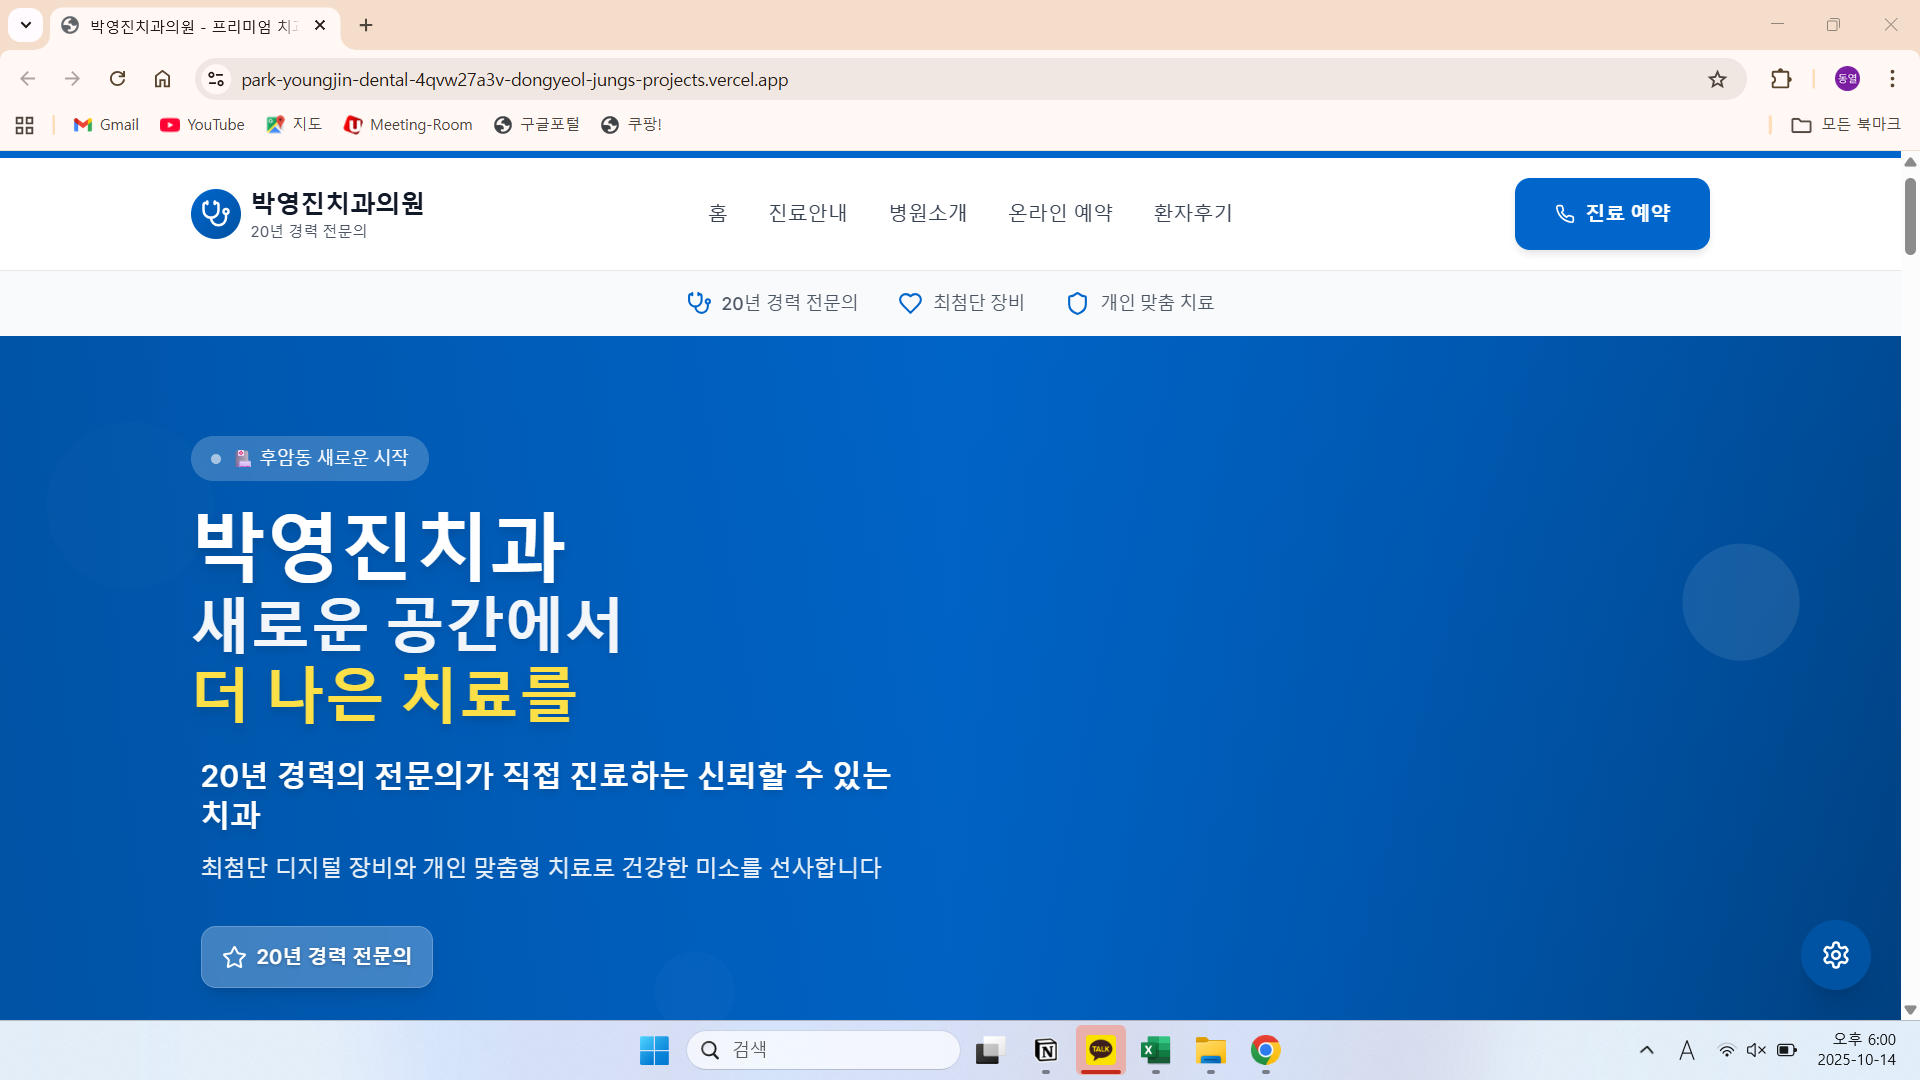 박영진치과의원 - 프리미엄 치
park-youngjin-dental-4qvw27a3v-dongyeol-jungs-projects.vercel.app
동열
Gmail
YouTube
지도
Meeting-Room
구글포털
쿠팡!
모든 북마크
박영진치과의원
20년 경력 전문의
홈
진료안내
병원소개
온라인 예약
환자후기
진료 예약
20년 경력 전문의
최첨단 장비
개인 맞춤 치료
후암동 새로운 시작
박영진치과
새로운 공간에서
더 나은 치료를
20년 경력의 전문의가 직접 진료하는 신뢰할 수 있는
치과
최첨단 디지털 장비와 개인 맞춤형 치료로 건강한 미소를 선사합니다
20년 경력 전문의
검색
TALK
A
오후 6:00
2025-10-14